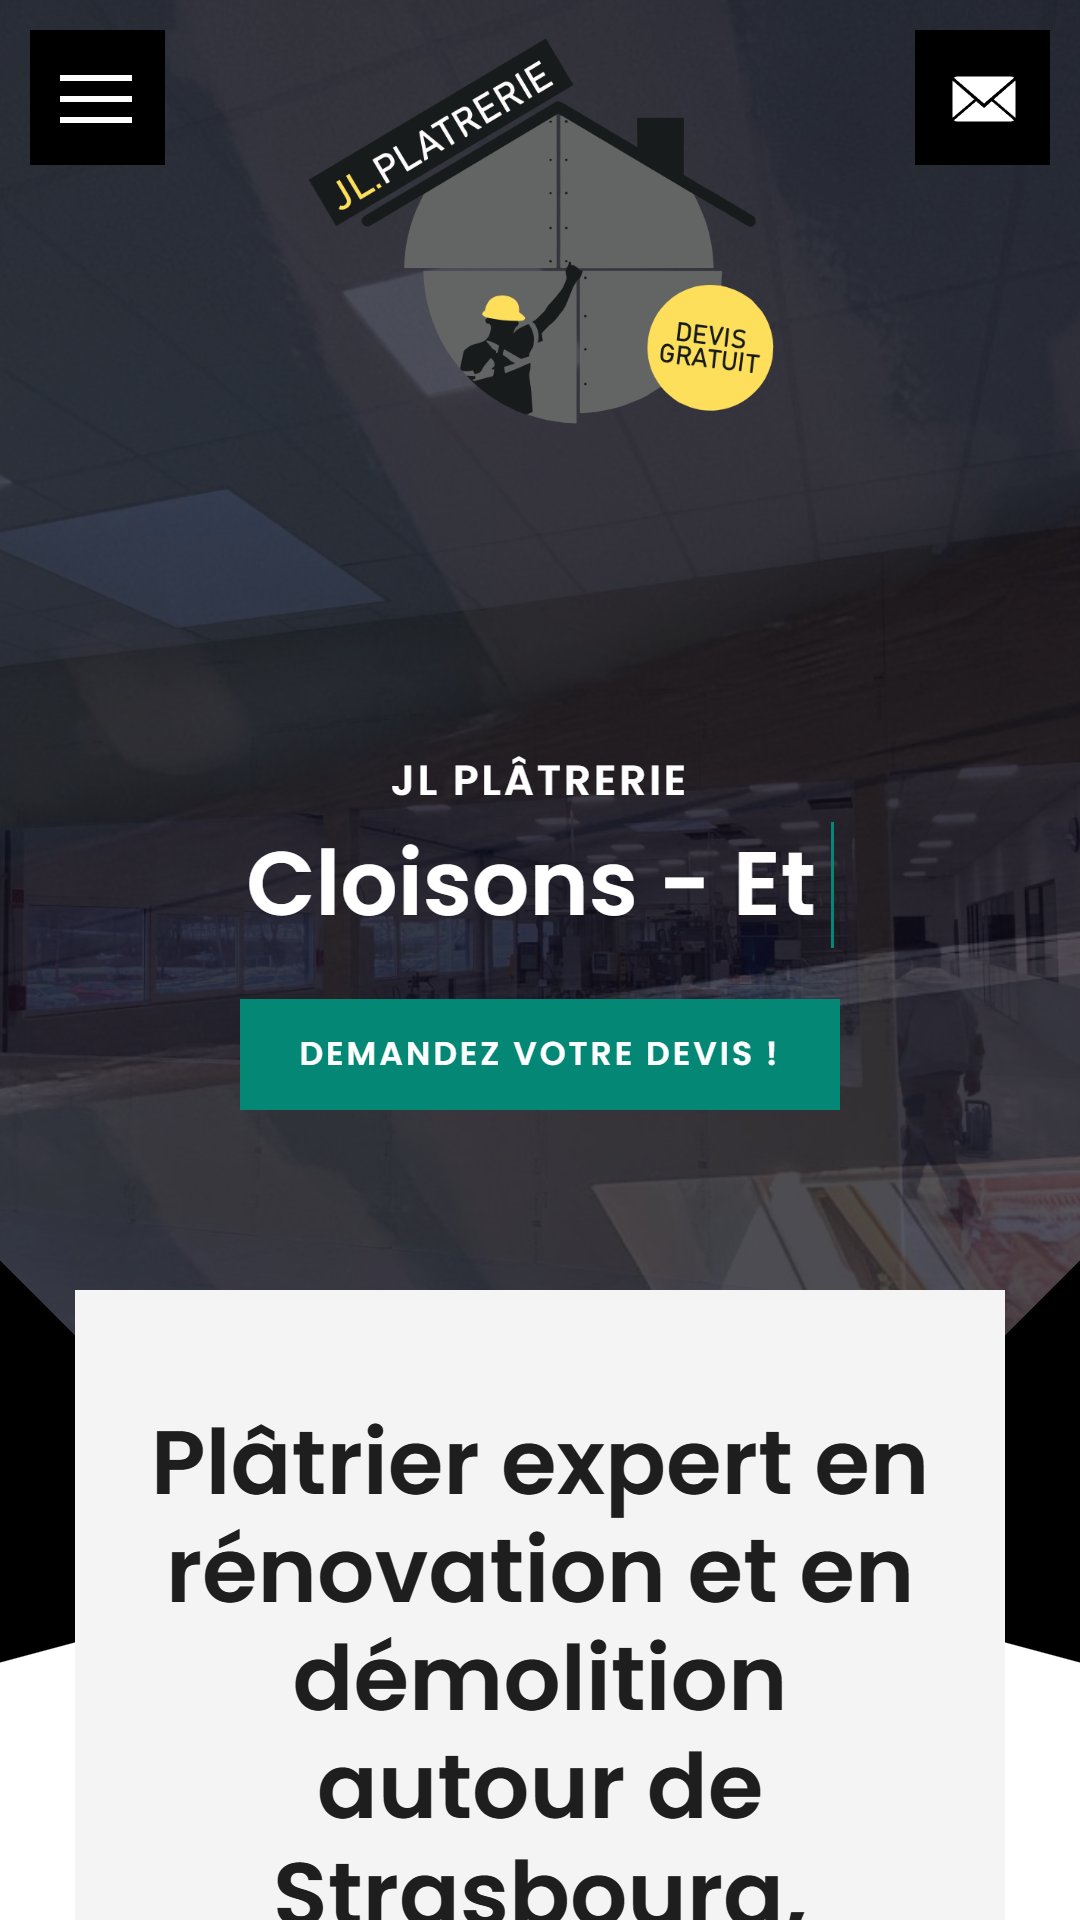 JL.PLATRERIE
DEVIS
GRATUIT
JL PLÂTRERIE
Cloisons - Et
DEMANDEZ VOTRE DEVIS !
Plâtrier expert en
rénovation et en
démolition
autour de
Strasbourg,